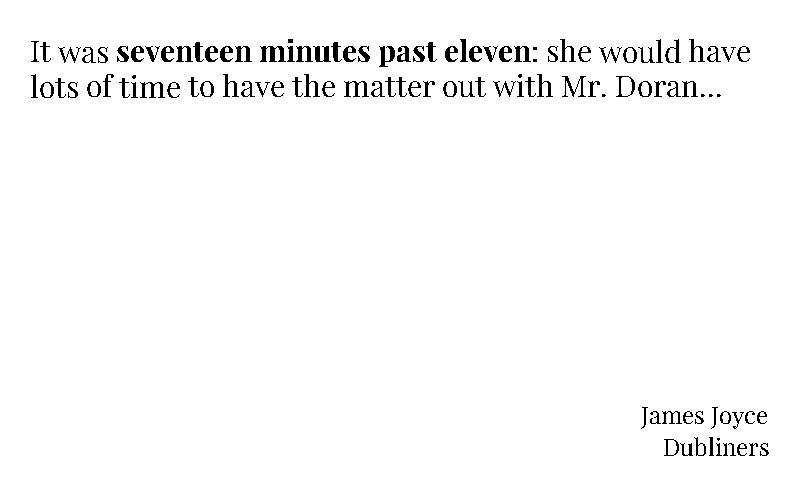 It was seventeen minutes past eleven: she would have
lots of time to have the matter out with Mr. Doran...
James Joyce
Dubliners